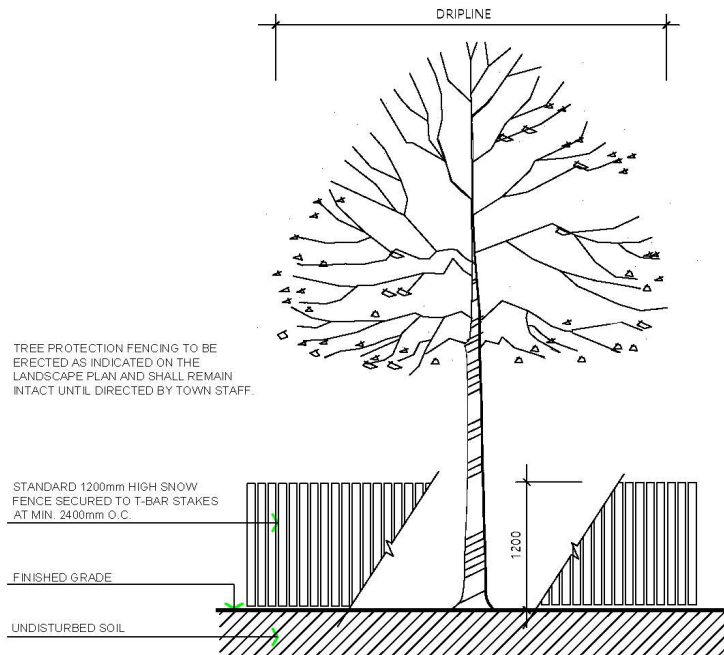 DRIPLINE
TREE PROTECTION FENCING TO BE
ERECTED AS INDICATED ON THE
LANDSCAPE PLAN AND SHALL REMAIN
INTACT UNTIL DIRECTED BY TOWN STAFF.
STANDARD 1200mm HIGH SNOW
FENCE SECURED TO T-BAR STAKES
AT MIN. 2400mm O.C.
1200
FINISHED GRADE
UNDISTURBED SOIL